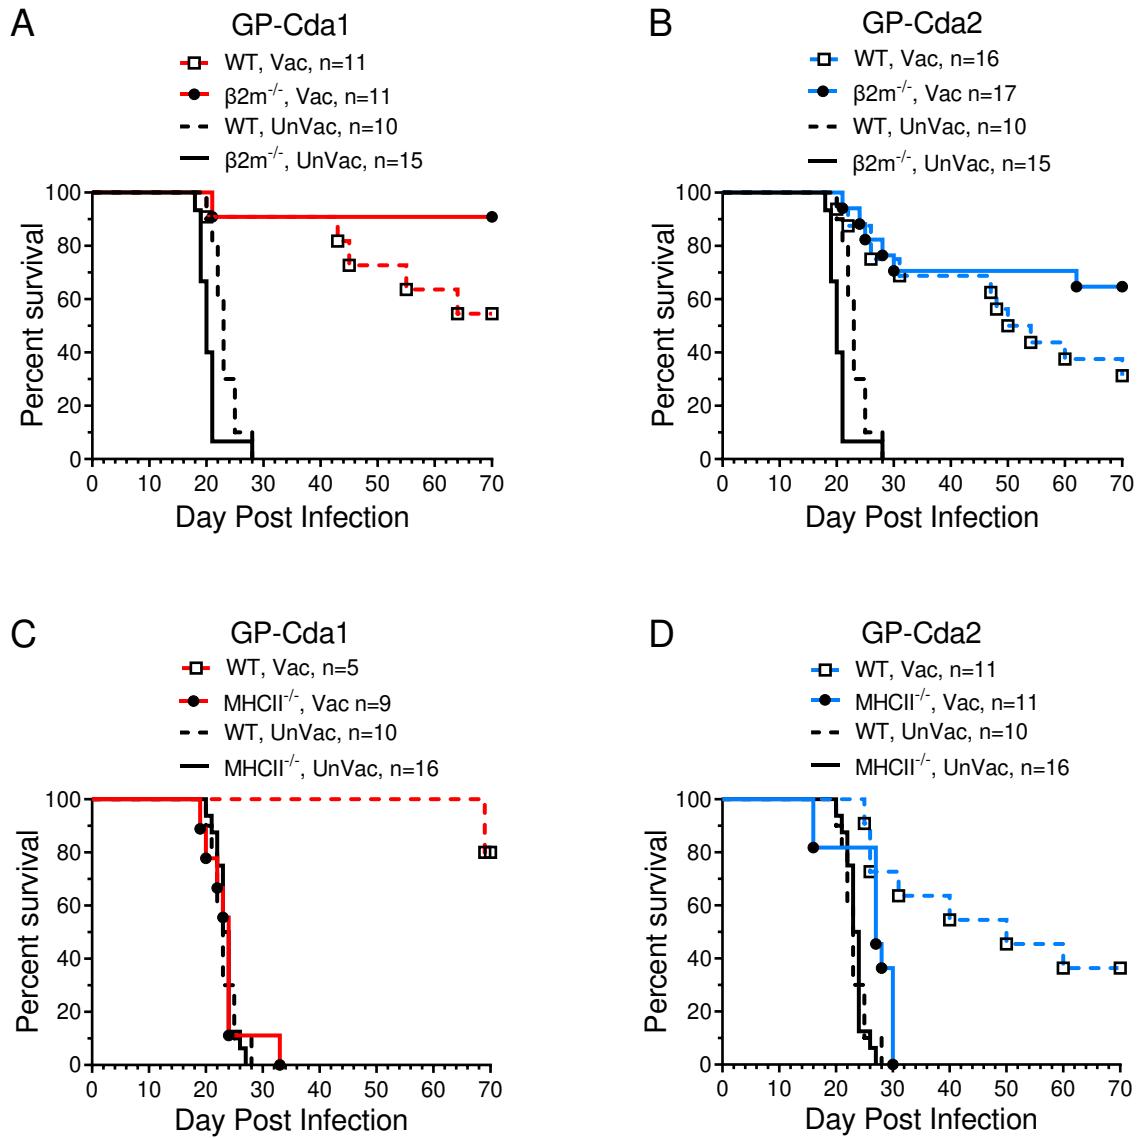 A
GP-Cda1
WT, Vac, n=11
β2m-/-, Vac, n=11
WT, UnVac, n=10
β2m-/-, UnVac, n=15
Percent survival
100
80
60
40
20
0
0 10 20 30 40 50 60 70
Day Post Infection
B
GP-Cda2
WT, Vac, n=16
β2m-/-, Vac n=17
WT, UnVac, n=10
β2m-/-, UnVac, n=15
Percent survival
100
80
60
40
20
0
0 10 20 30 40 50 60 70
Day Post Infection
C
GP-Cda1
WT, Vac, n=5
MHCII-/-, Vac n=9
WT, UnVac, n=10
MHCII-/-, UnVac, n=16
Percent survival
100
80
60
40
20
0
0 10 20 30 40 50 60 70
Day Post Infection
D
GP-Cda2
WT, Vac, n=11
MHCII-/-, Vac, n=11
WT, UnVac, n=10
MHCII-/-, UnVac, n=16
Percent survival
100
80
60
40
20
0
0 10 20 30 40 50 60 70
Day Post Infection